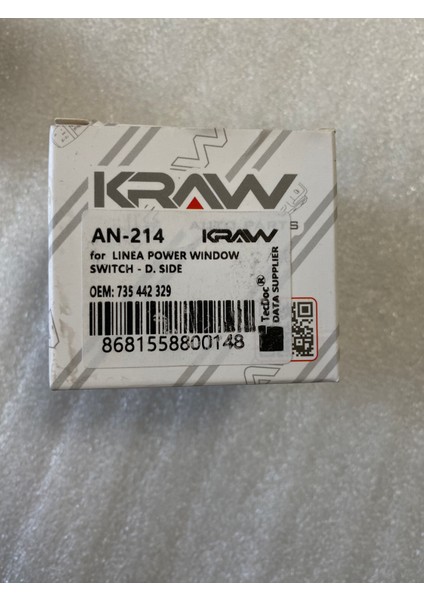 KRAW
AN-214 KRAW
for LINEA POWER WINDOW
SWITCH - D. SIDE
OEM: 735 442 329
8681558800148
TecDoc®
DATA SUPPLIER